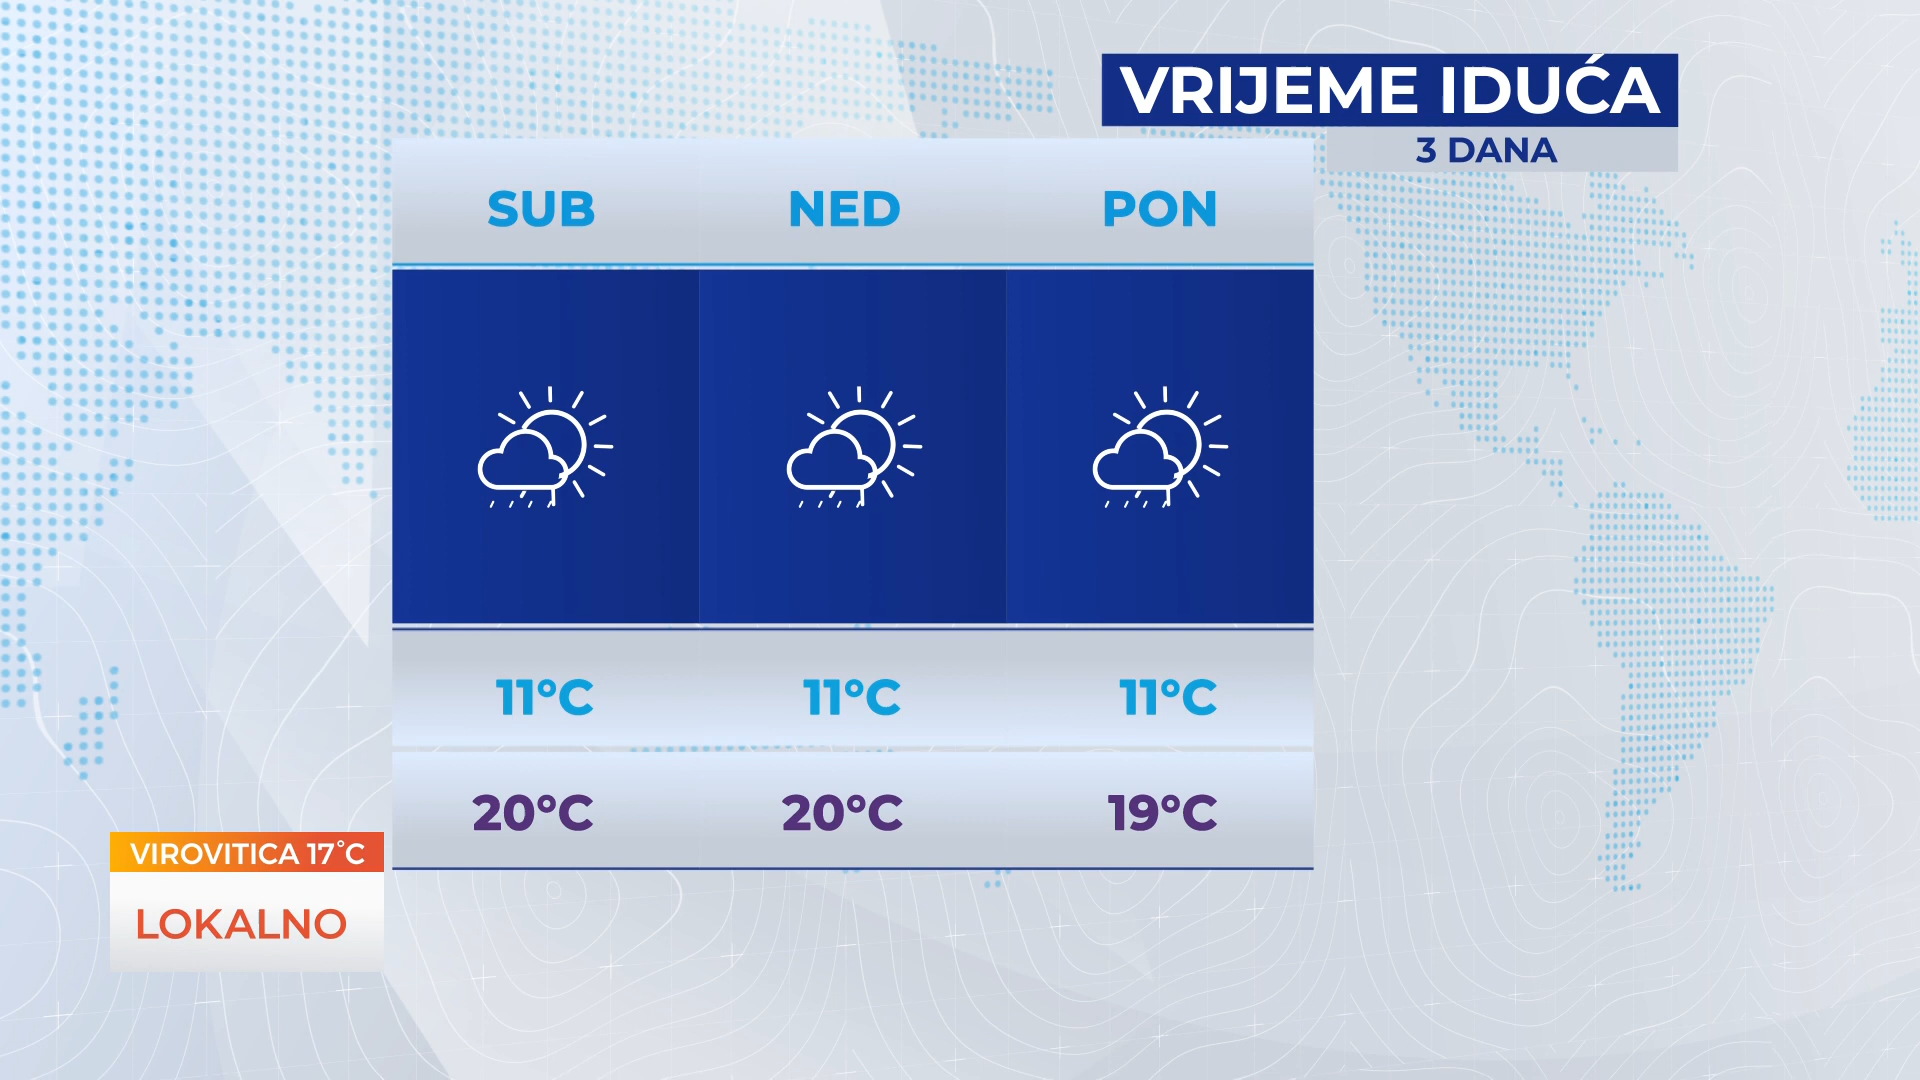 VRIJEME IDUĆA
3 DANA
SUB NED PON
11°C 11°C 11°C
20°C 20°C 19°C
VIROVITICA 17°C
LOKALNO